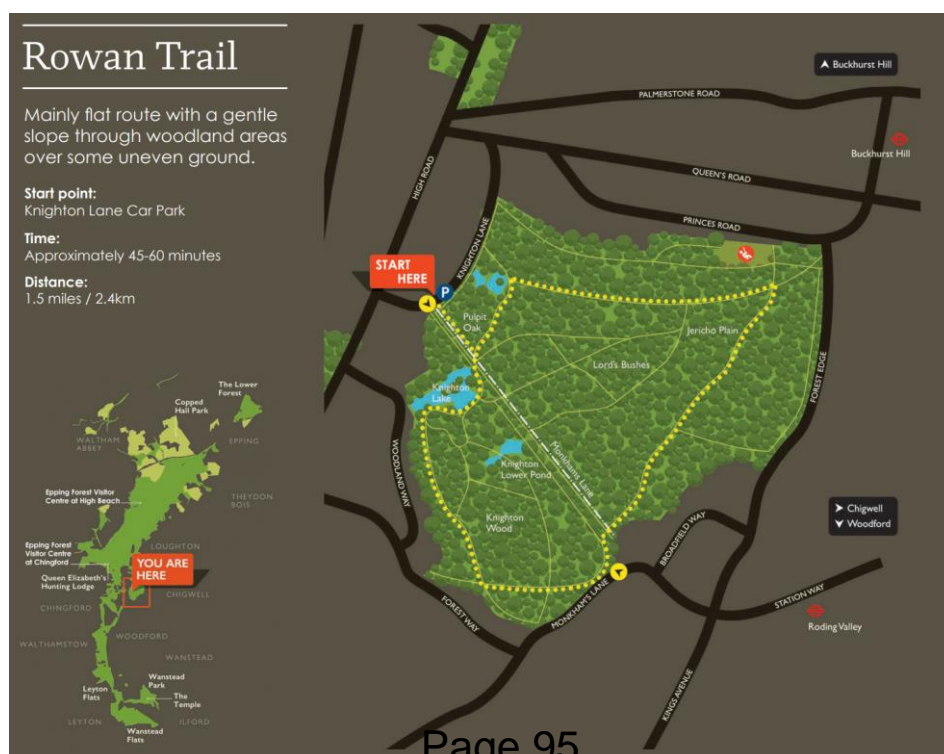 Rowan Trail
Mainly flat route with a gentle
slope through woodland areas
over some uneven ground.
Start point:
Knighton Lane Car Park
Time:
Approximately 45-60 minutes
Distance:
1.5 miles / 2.4km
Buckhurst Hill
PALMERSTONE ROAD
Buckhurst Hill
HIGH ROAD
QUEEN'S ROAD
KNIGHTON LANE
PRINCES ROAD
START
HERE
P
Pulpit
Oak
Jericho Plain
Lord's Bushes
Knighton
Lake
FOREST EDGE
WOODLAND WAY
Monkhams Lane
Knighton
Lower Pond
Knighton
Wood
BROADFIELD WAY
Chigwell
Woodford
FOREST WAY
MONKHAM'S LANE
STATION WAY
Roding Valley
KINGS AVENUE
The Lower
Forest
Copped
Hall Park
WALTHAM
ABBEY
EPPING
Epping Forest Visitor
Centre at High Beach
THEYDON
BOIS
Epping Forest
Visitor Centre
at Chingford
LOUGHTON
YOU ARE
HERE
Queen Elizabeth's
Hunting Lodge
CHIGWELL
CHINGFORD
WOODFORD
WALTHAMSTOW
WANSTEAD
Wanstead
Park
Leyton
Flats
The
Temple
LEYTON
ILFORD
Wanstead
Flats
Page 95